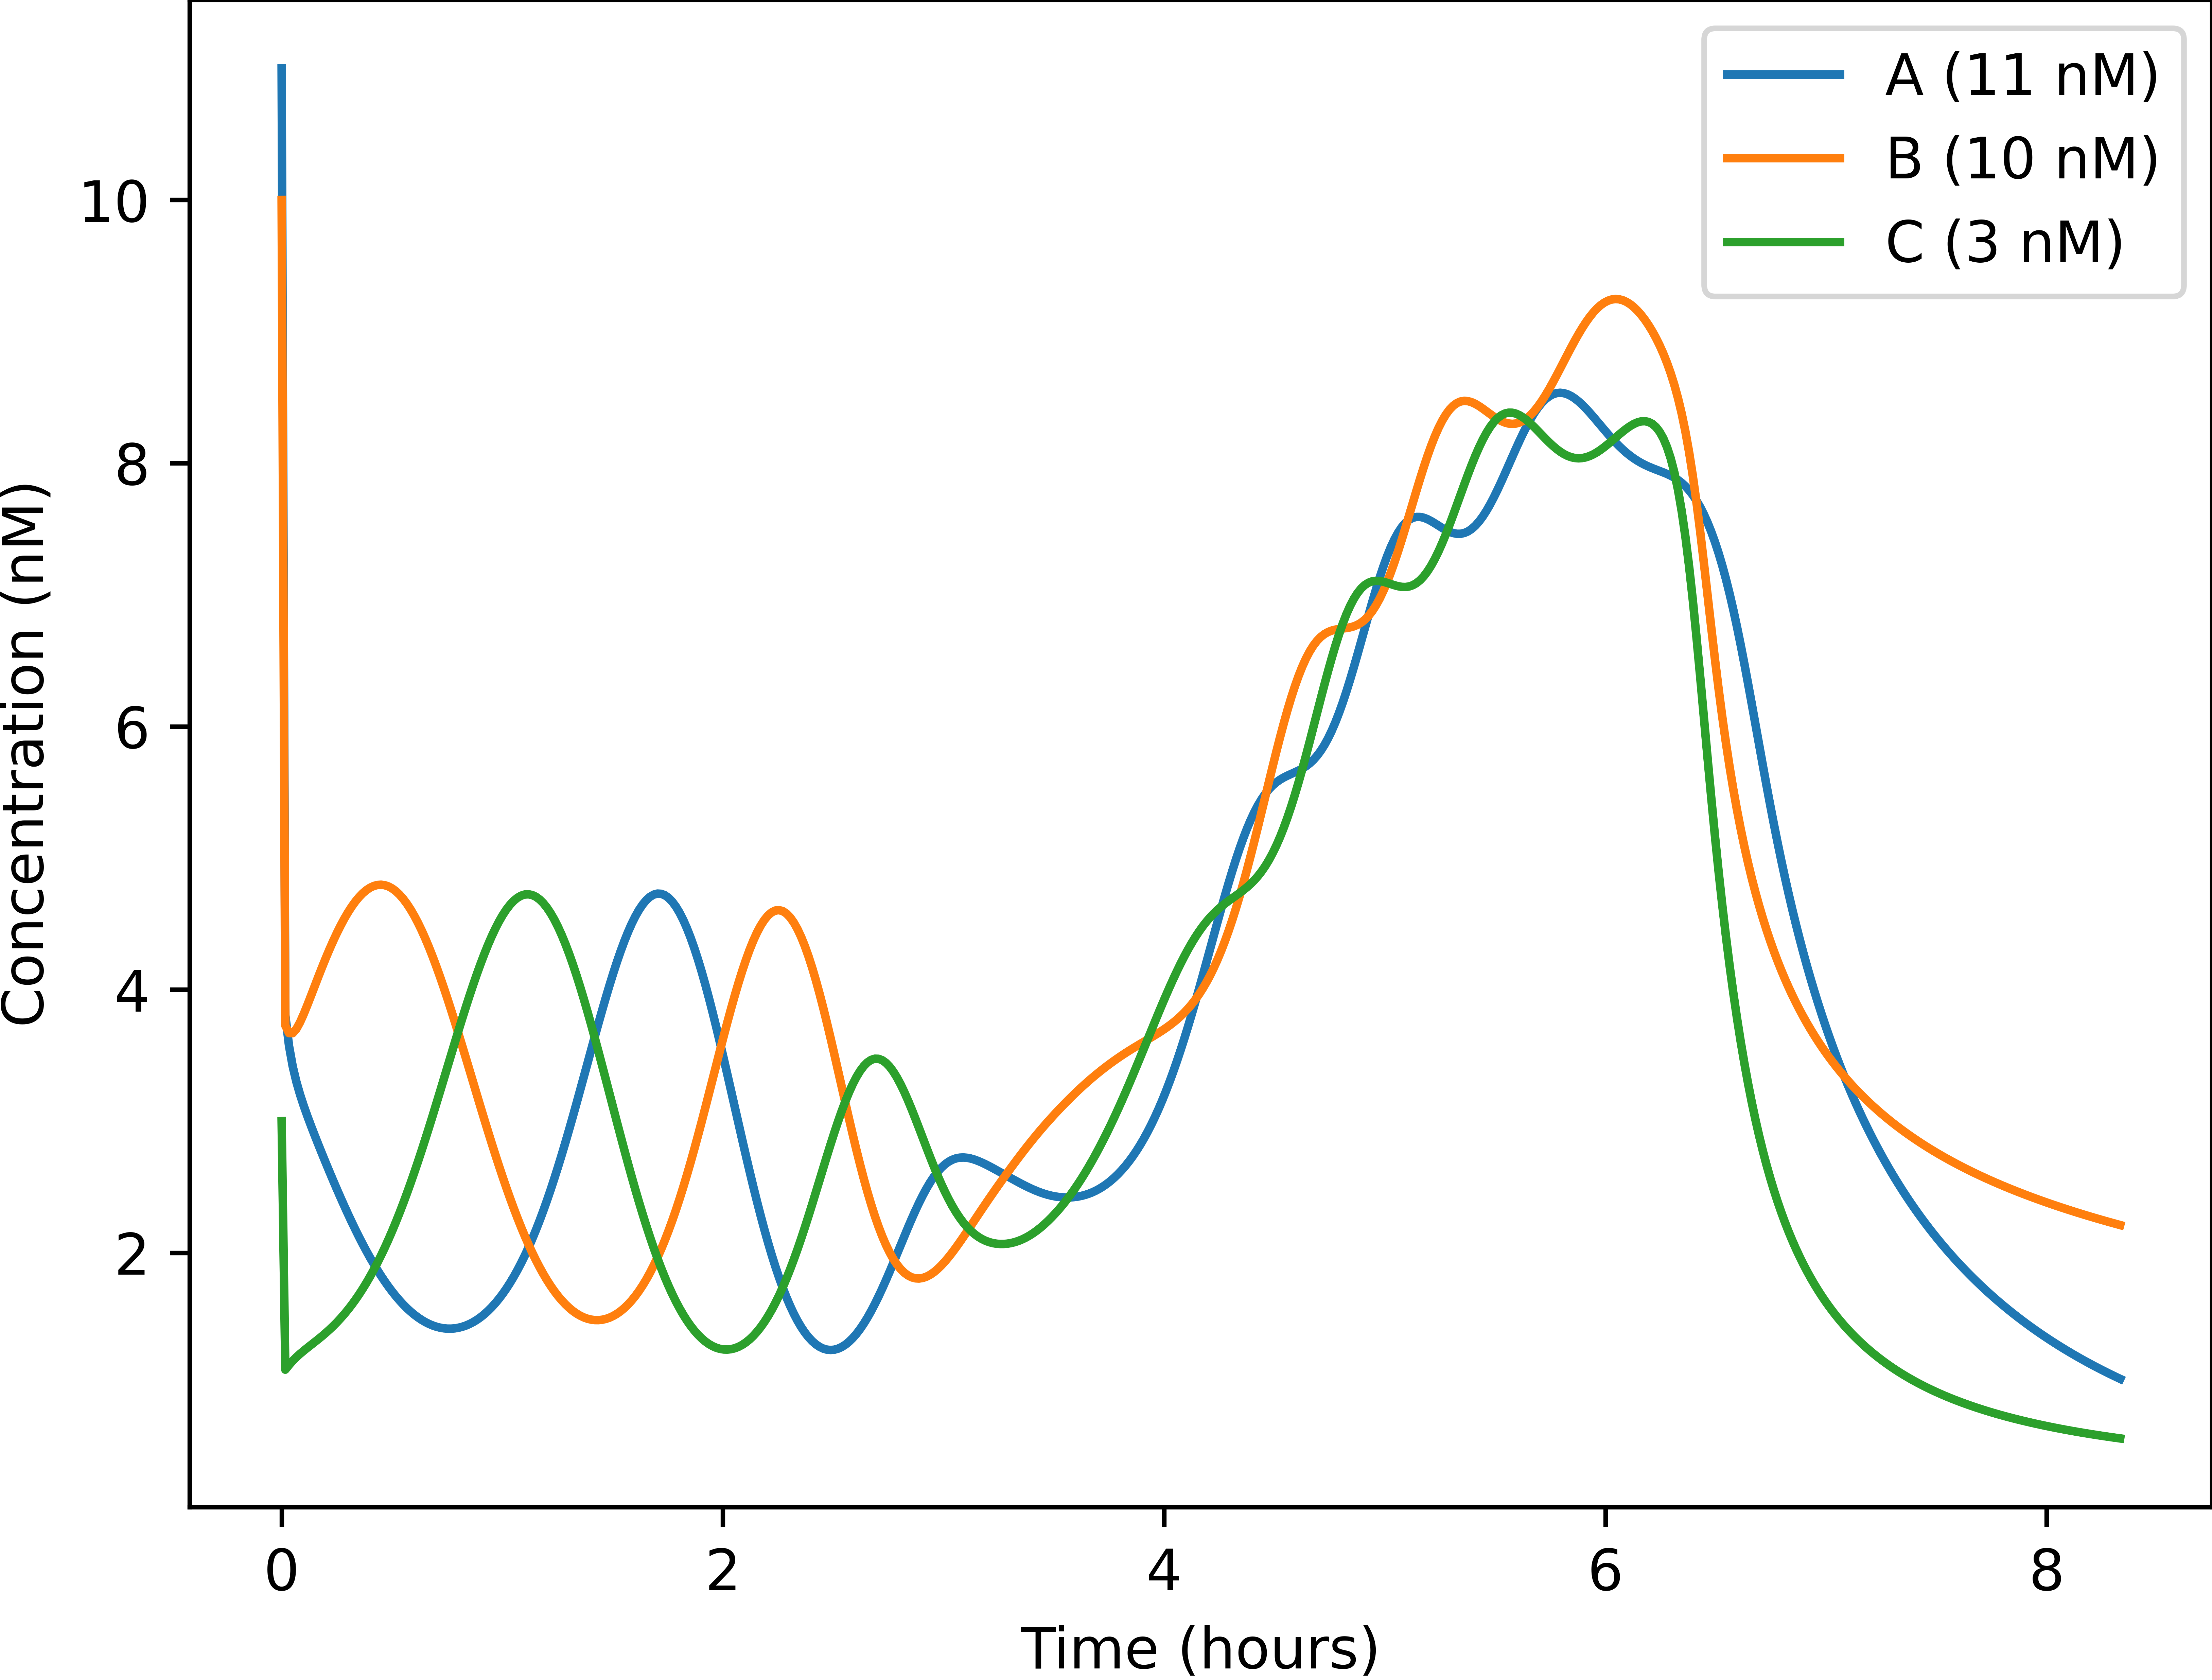 A (11 nM)
B (10 nM)
C (3 nM)
Concentration (nM)
10
8
6
4
2
0 2 4 6 8
Time (hours)